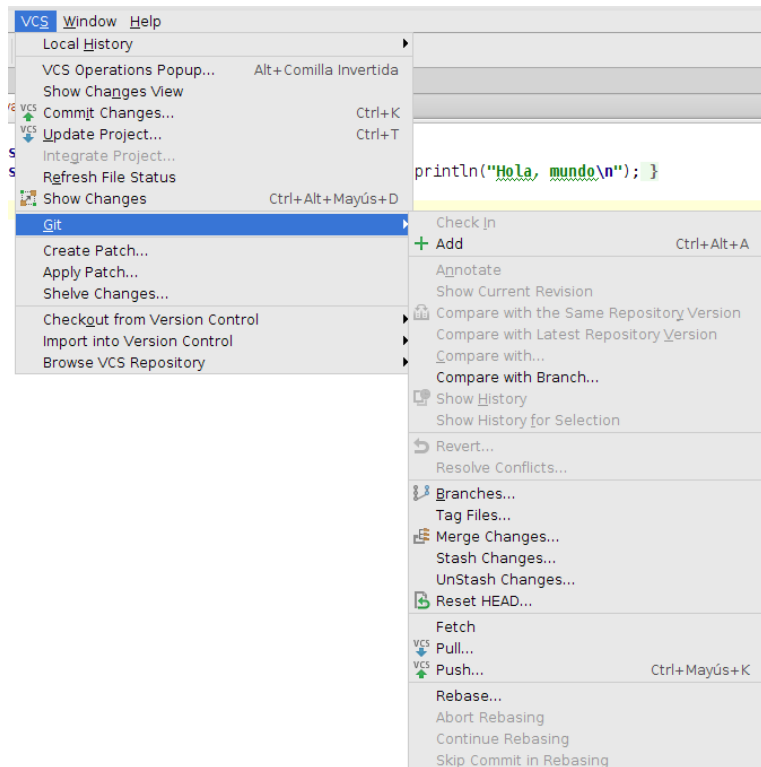 VCS Window Help
Local History
VCS Operations Popup... Alt+Comilla Invertida
Show Changes View
VCS Commit Changes... Ctrl+K
VCS Update Project... Ctrl+T
Integrate Project...
Refresh File Status
println("Hola, mundo\n"); }
Show Changes Ctrl+Alt+Mayús+D
Git
Create Patch...
Apply Patch...
Shelve Changes...
Checkout from Version Control
Import into Version Control
Browse VCS Repository
Check In
Add Ctrl+Alt+A
Annotate
Show Current Revision
Compare with the Same Repository Version
Compare with Latest Repository Version
Compare with...
Compare with Branch...
Show History
Show History for Selection
Revert...
Resolve Conflicts...
Branches...
Tag Files...
Merge Changes...
Stash Changes...
UnStash Changes...
Reset HEAD...
Fetch
VCS Pull...
VCS Push... Ctrl+Mayús+K
Rebase...
Abort Rebasing
Continue Rebasing
Skip Commit in Rebasing